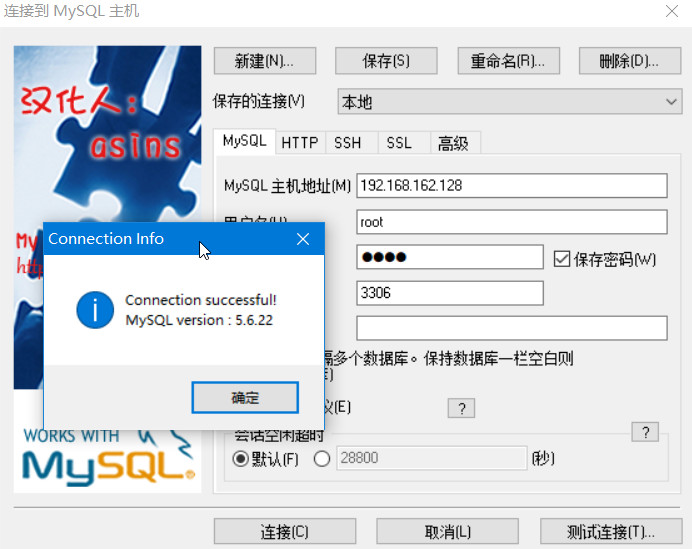 连接到 MySQL 主机
新建(N)... 保存(S) 重命名(R)... 删除(D)...
保存的连接(V) 本地
汉化人:
asins
MySQL HTTP SSH SSL 高级
MySQL 主机地址(M) 192.168.162.128
用户名(U) root
My
http
Connection Info
●●●● 保存密码(W)
Connection successful!
MySQL version : 5.6.22
3306
隔多个数据库。保持数据库一栏空白则
确定
议(E) ?
WORKS WITH
MySQL
会话空闲超时 ?
默认(F) 28800 (秒)
连接(C) 取消(L) 测试连接(T)...